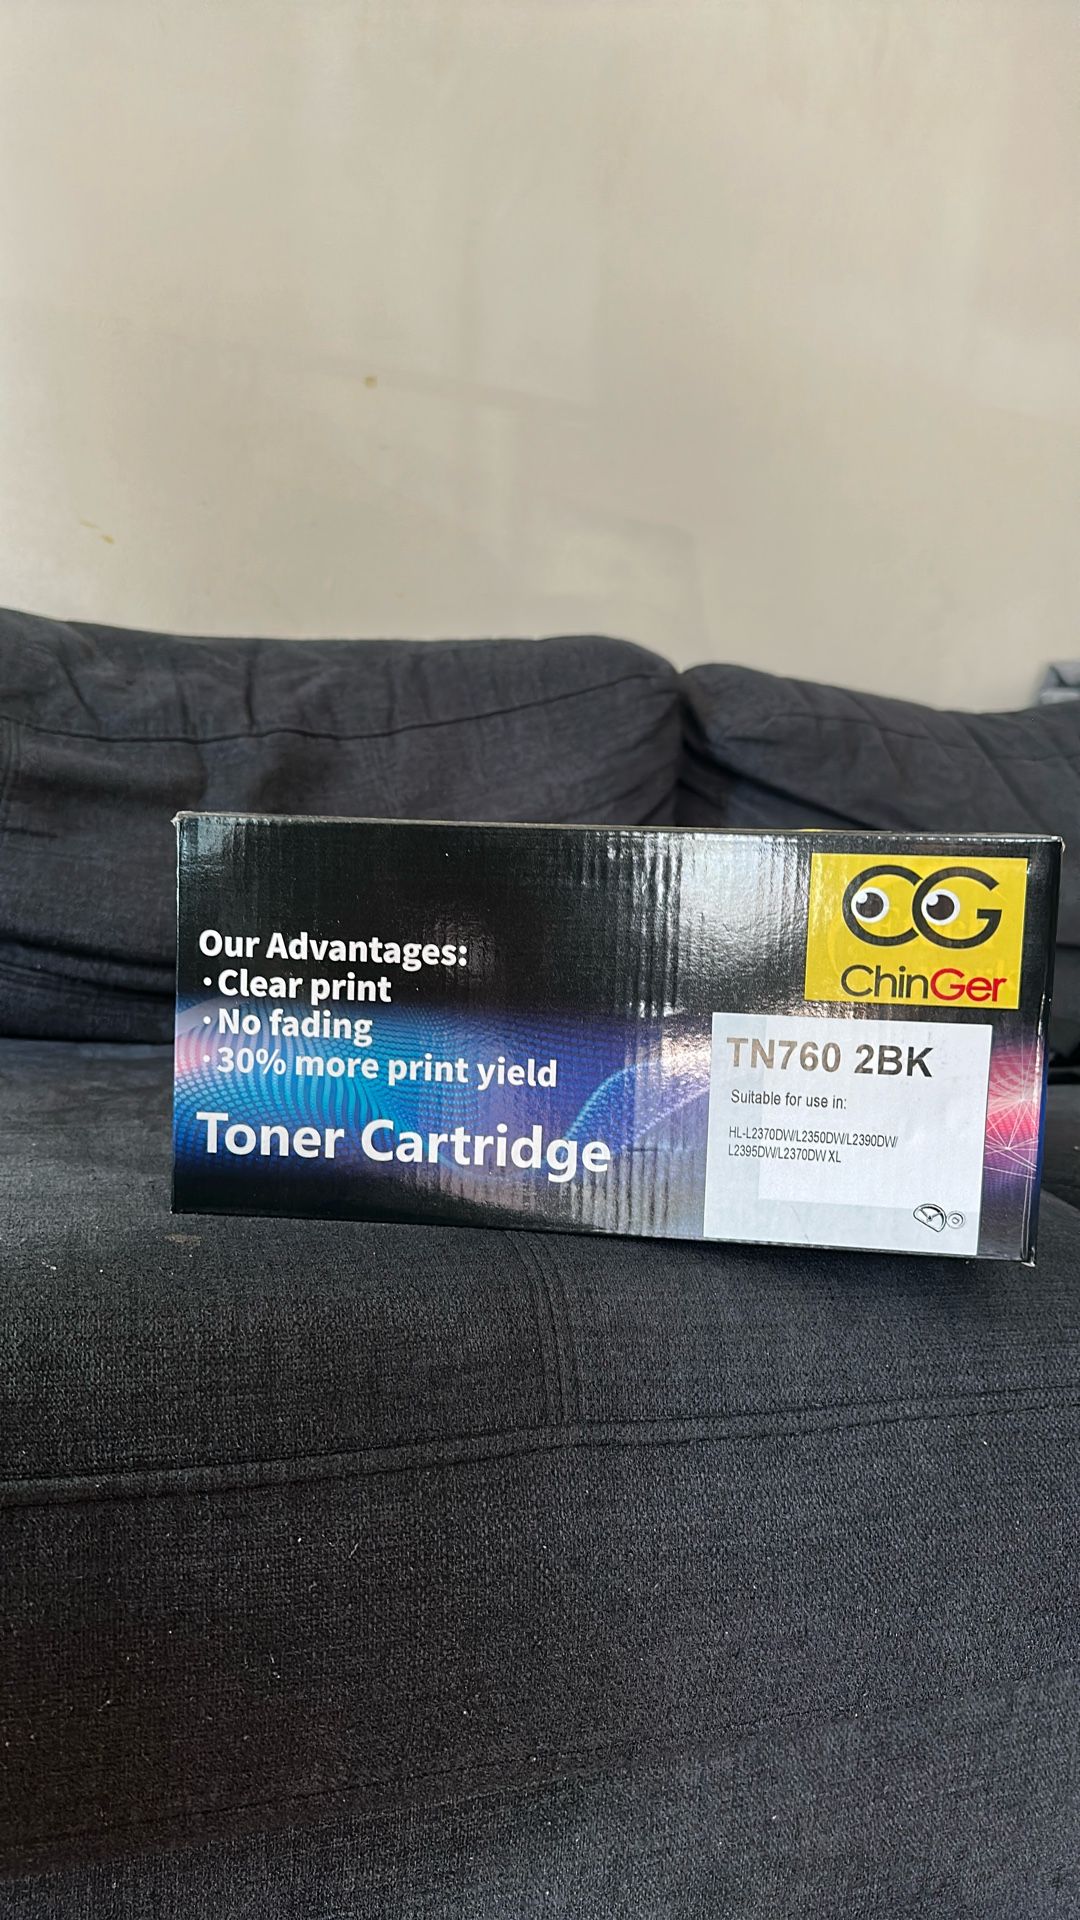 Our Advantages:
· Clear print
· No fading
· 30% more print yield
Toner Cartridge
CG
ChinGer
TN760 2BK
Suitable for use in:
HL-L2370DW/L2350DW/L2390DW/
L2395DW/L2370DW XL